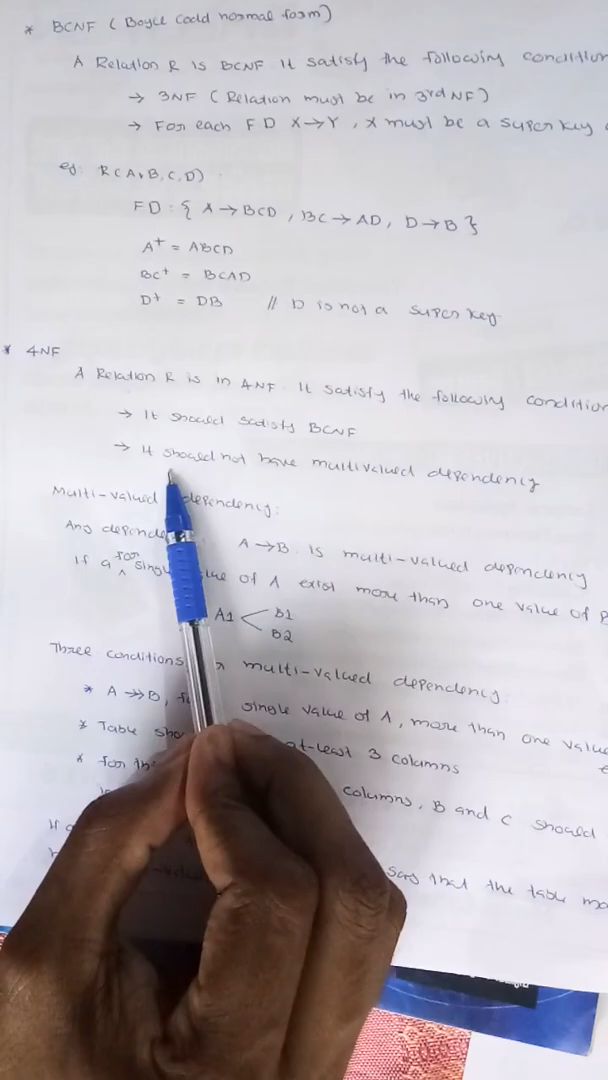 * BCNF ( Boyce Codd normal form)
A Relation R is BCNF It satisfy the following condition
→ 3NF ( Relation must be in 3rd NF )
→ For each FD X→Y , X must be a super key
eg: R(A,B,C,D)
FD : { A→BCD , BC→AD, D→B }
A+ = ABCD
BC+ = BCAD
D+ = DB // D is not a super key
* 4NF
A Relation R is in 4NF It satisfy the following condition
→ It should satisfy BCNF
→ It should not have multivalued dependency
Multi-valued dependency:
Any depende A→B is multi-valued dependency
If a for single value of A exist more than one value of B
A1 < B1
B2
Three conditions multi-valued dependency:
* A →→ B, single value of A, more than one value
* Table at-least 3 columns
* for th columns, B and C should
say that the table